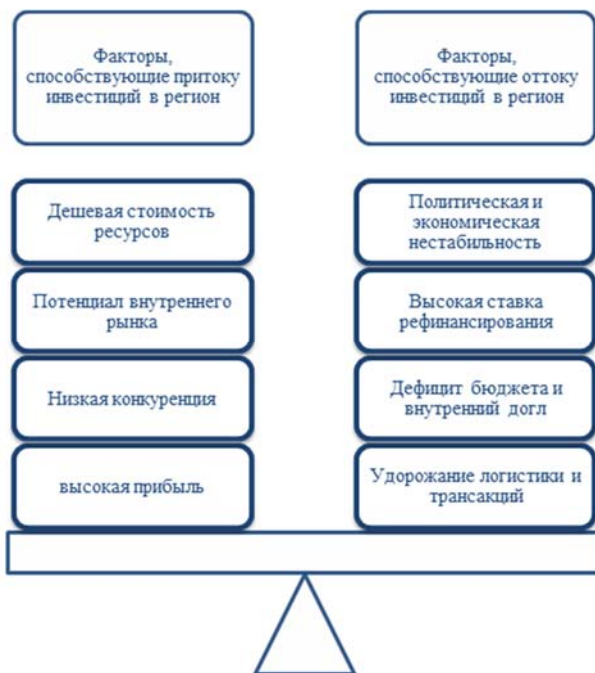 Факторы,
способствующие притоку
инвестиций в регион
Дешевая стоимость
ресурсов
Потенциал внутреннего
рынка
Низкая конкуренция
высокая прибыль
Факторы,
способствующие оттоку
инвестиций в регион
Политическая и
экономическая
нестабильность
Высокая ставка
рефинансирования
Дефицит бюджета и
внутренний догл
Удорожание логистики и
трансакций